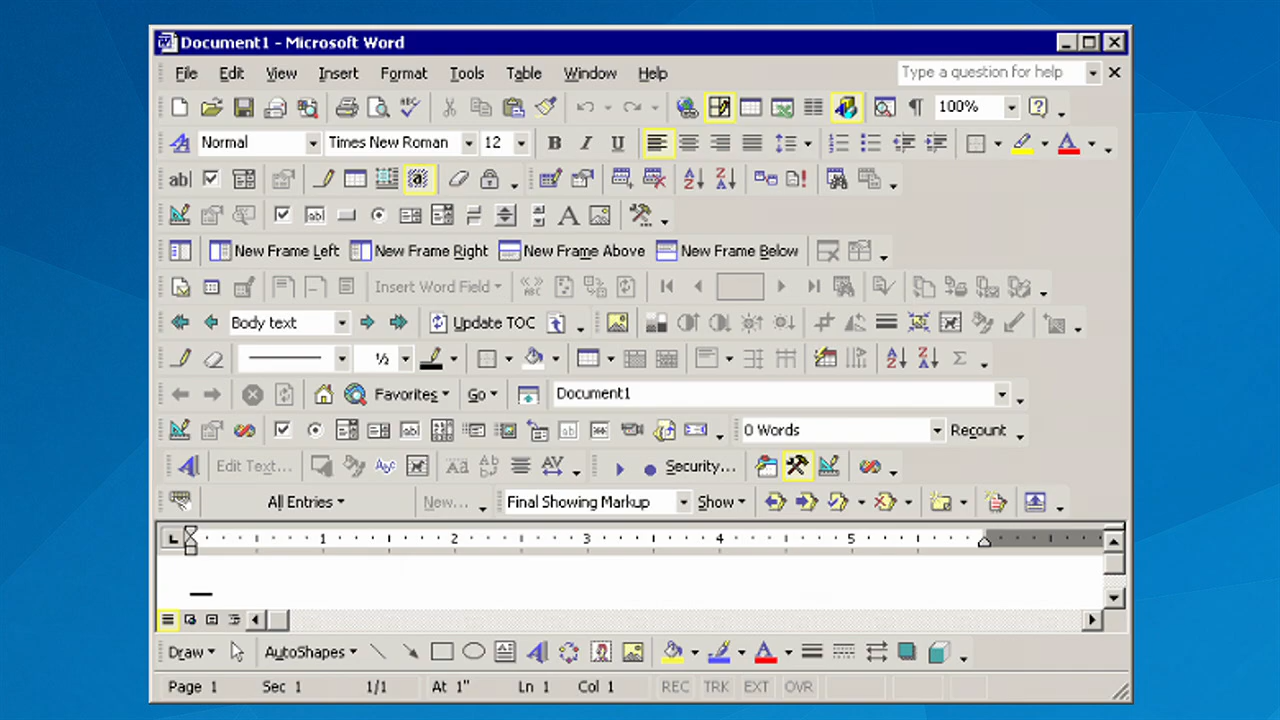 Document1 - Microsoft Word
File Edit View Insert Format Tools Table Window Help Type a question for help
100%
Normal Times New Roman 12 B I U
ab
New Frame Left New Frame Right New Frame Above New Frame Below
Insert Word Field
Body text Update TOC
½
Favorites Go Document1
0 Words Recount
Edit Text... Security...
All Entries New... Final Showing Markup Show
1 2 3 4 5
Draw AutoShapes
Page 1 Sec 1 1/1 At 1" Ln 1 Col 1 REC TRK EXT OVR